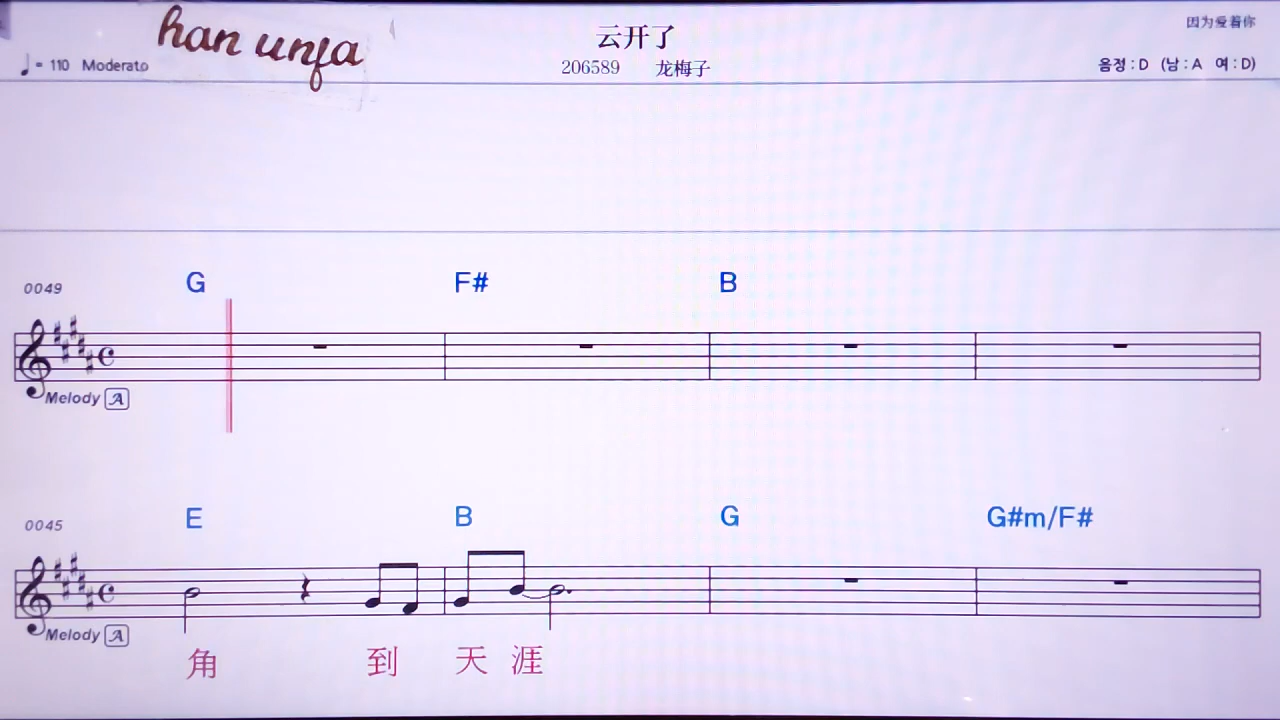 han unfa
云开了
因为爱着你
♩= 110 Moderato
206589 龙梅子
음정 : D (남 : A 여 : D)
0049 G F# B
Melody A
0045 E B G G#m/F#
Melody A
角 到 天 涯